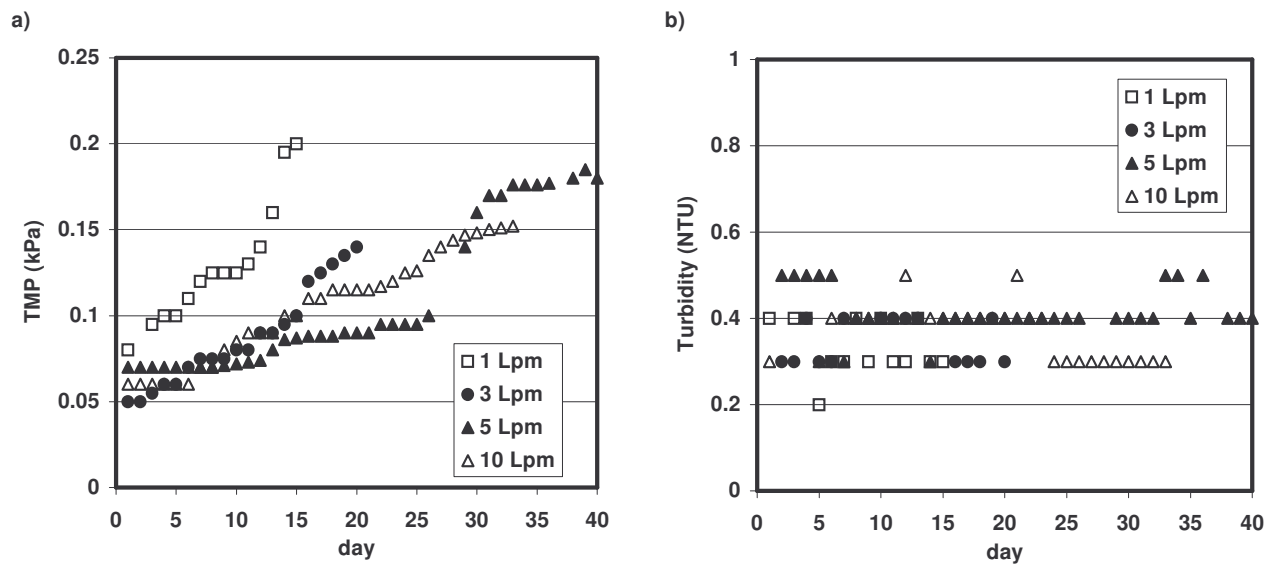 a)
0.25
0.2
0.15
0.1
0.05
0
TMP (kPa)
0 5 10 15 20 25 30 35 40
day
1 Lpm
3 Lpm
5 Lpm
10 Lpm
b)
1
0.8
0.6
0.4
0.2
0
Turbidity (NTU)
0 5 10 15 20 25 30 35 40
day
1 Lpm
3 Lpm
5 Lpm
10 Lpm